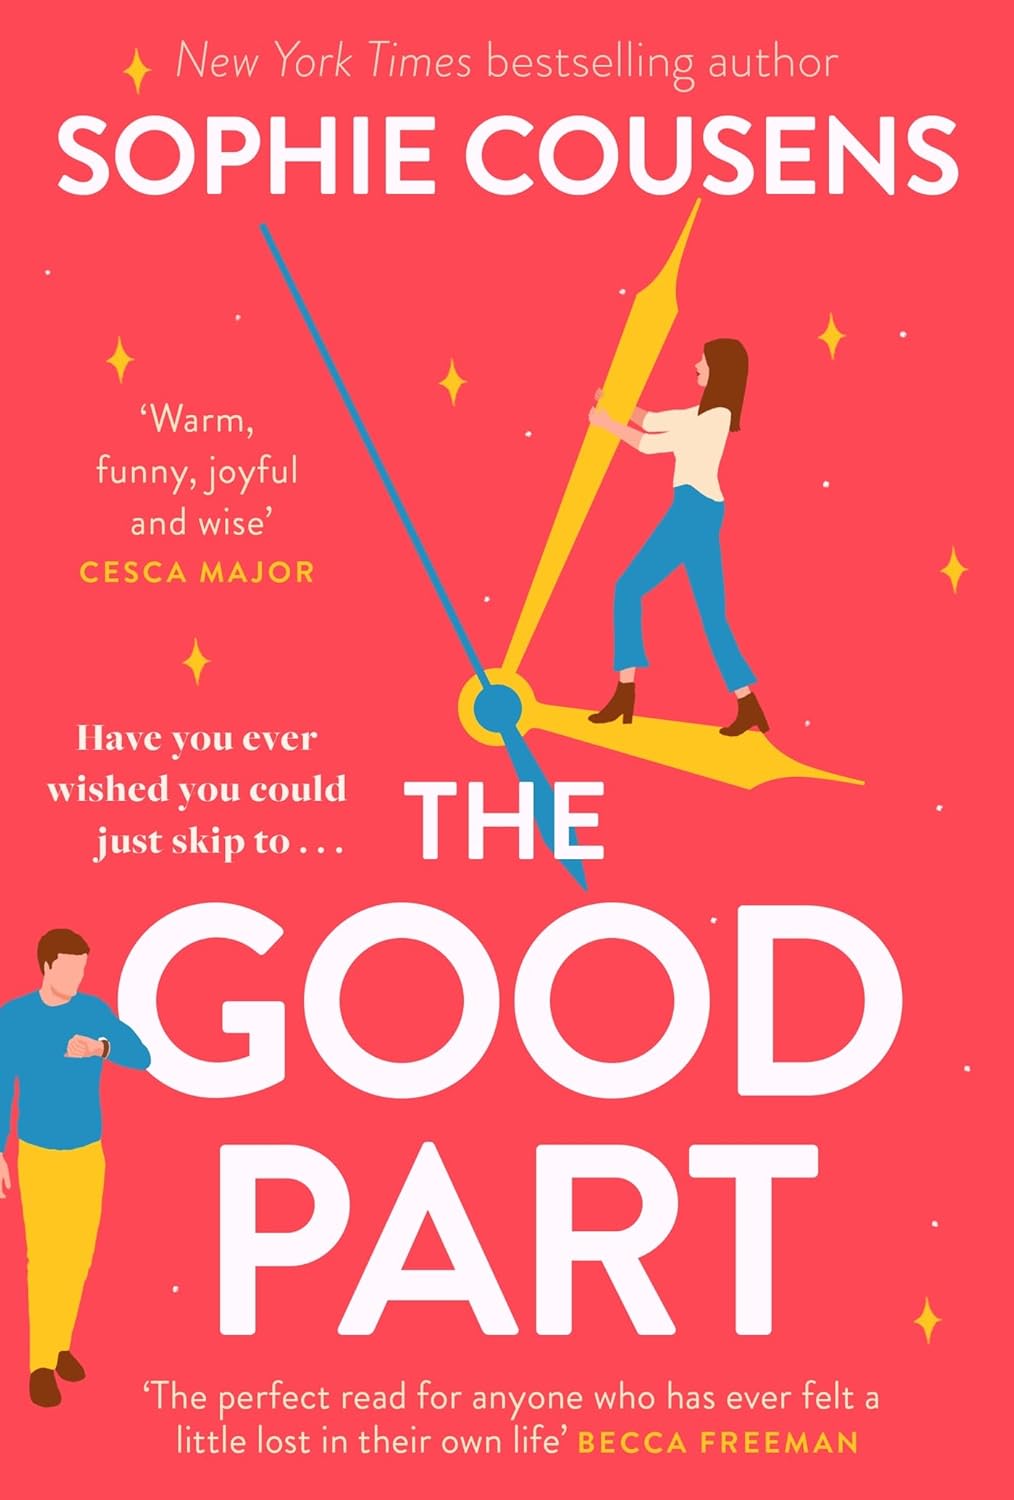 New York Times bestselling author
SOPHIE COUSENS
‘Warm,
funny, joyful
and wise’
CESCA MAJOR
Have you ever
wished you could
just skip to . . .
THE
GOOD
PART
‘The perfect read for anyone who has ever felt a
little lost in their own life’ BECCA FREEMAN